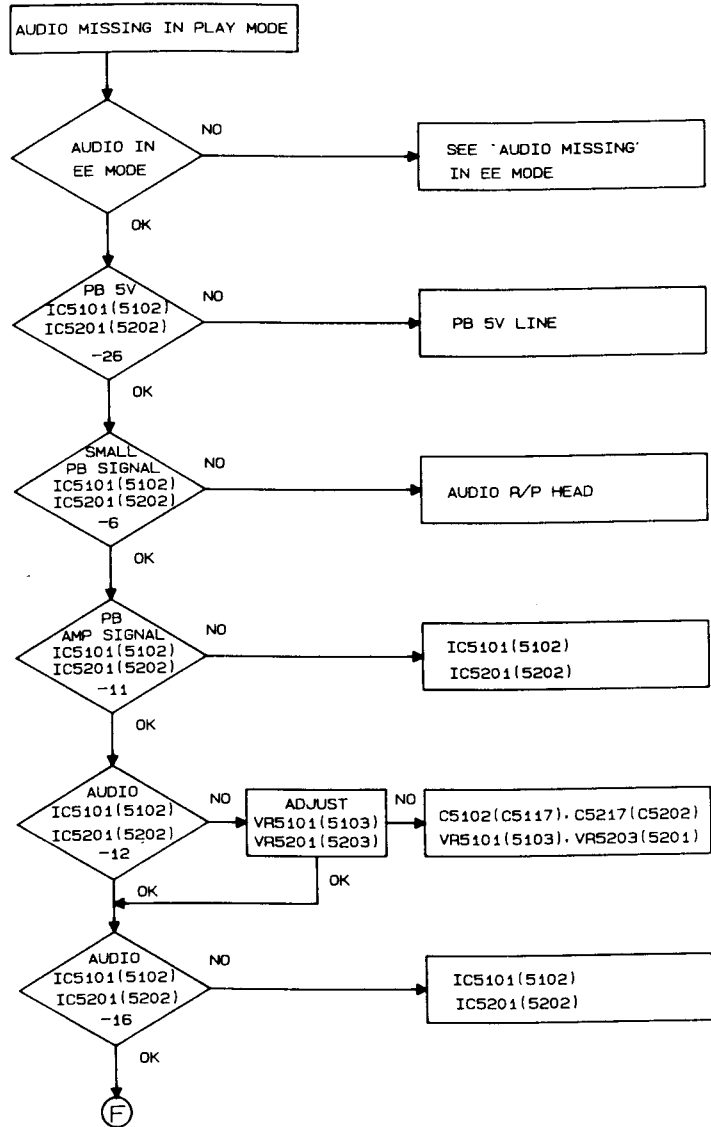 AUDIO MISSING IN PLAY MODE
AUDIO IN
EE MODE
NO
SEE 'AUDIO MISSING'
IN EE MODE
OK
PB 5V
IC5101(5102)
IC5201(5202)
-26
NO
PB 5V LINE
OK
SMALL
PB SIGNAL
IC5101(5102)
IC5201(5202)
-6
NO
AUDIO R/P HEAD
OK
PB
AMP SIGNAL
IC5101(5102)
IC5201(5202)
-11
NO
IC5101(5102)
IC5201(5202)
OK
AUDIO
IC5101(5102)
IC5201(5202)
-12
NO
ADJUST
VR5101(5103)
VR5201(5203)
NO
C5102(C5117).C5217(C5202)
VR5101(5103).VR5203(5201)
OK
OK
AUDIO
IC5101(5102)
IC5201(5202)
-16
NO
IC5101(5102)
IC5201(5202)
OK
F